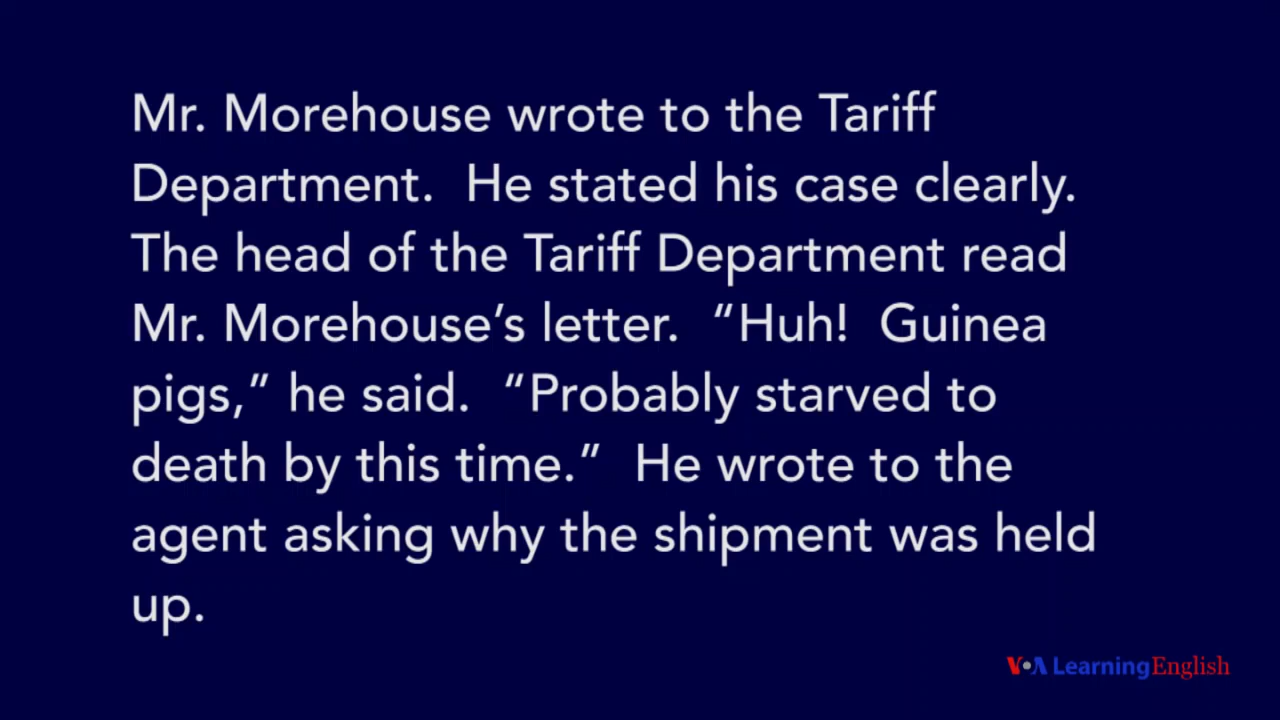 Mr. Morehouse wrote to the Tariff
Department.  He stated his case clearly.
The head of the Tariff Department read
Mr. Morehouse’s letter.  “Huh!  Guinea
pigs,” he said.  “Probably starved to
death by this time.”  He wrote to the
agent asking why the shipment was held
up.
VOA Learning English